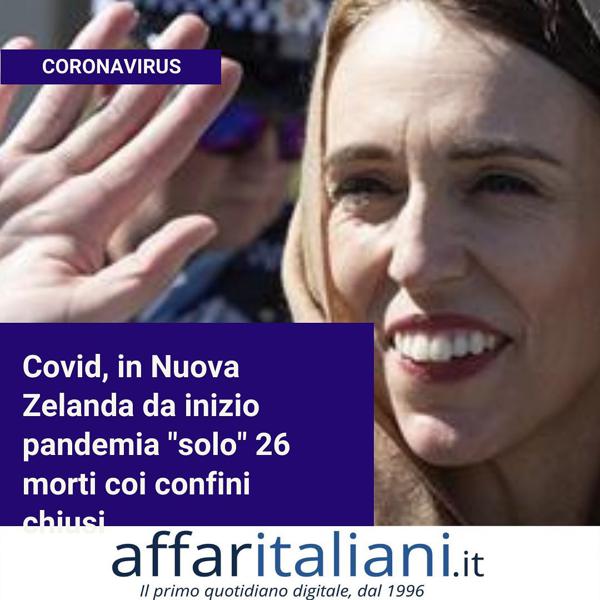 CORONAVIRUS
Covid, in Nuova
Zelanda da inizio
pandemia "solo" 26
morti coi confini
chiusi
affaritaliani.it
Il primo quotidiano digitale, dal 1996